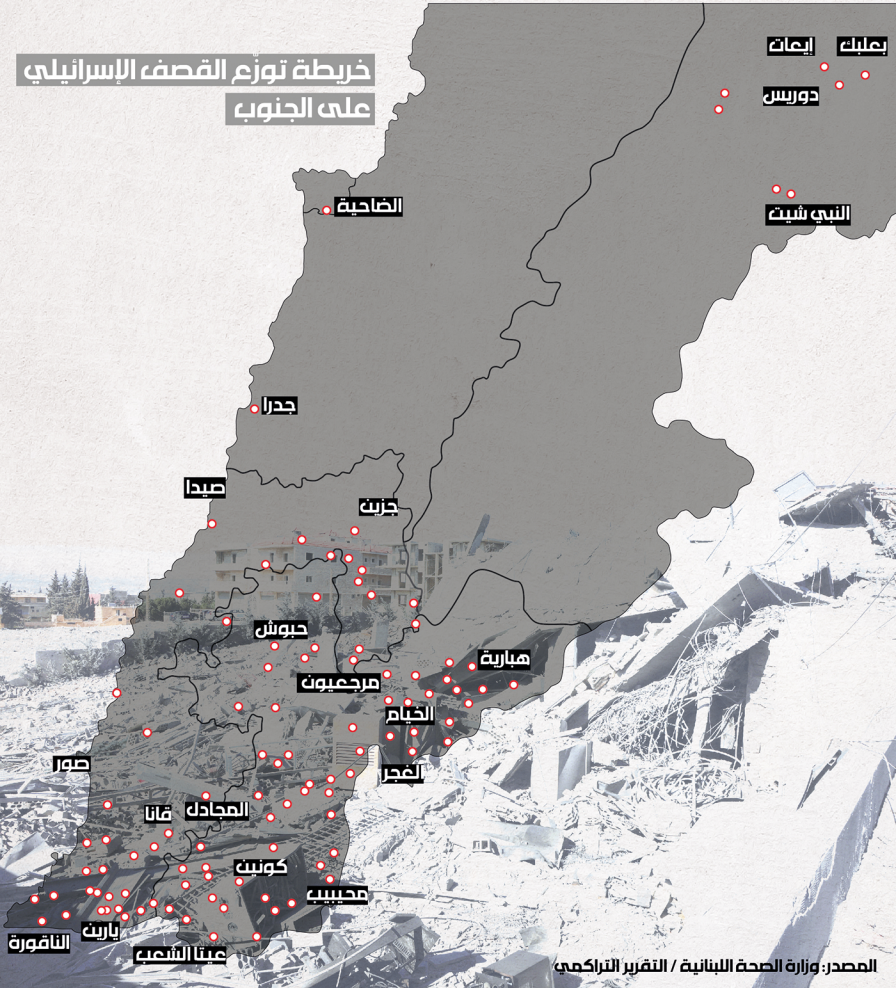 خريطة توزّع القصف الإسرائيلي
على الجنوب
بعلبك
إيعات
دوريس
النبي شيت
الضاحية
جدرا
صيدا
جزين
حبوش
هبارية
مرجعيون
الخيام
صور
الغجر
المجادل
قانا
كونين
محيبيب
يارين
الناقورة
عيتا الشعب
المصدر: وزارة الصحة اللبنانية / التقرير التراكمي